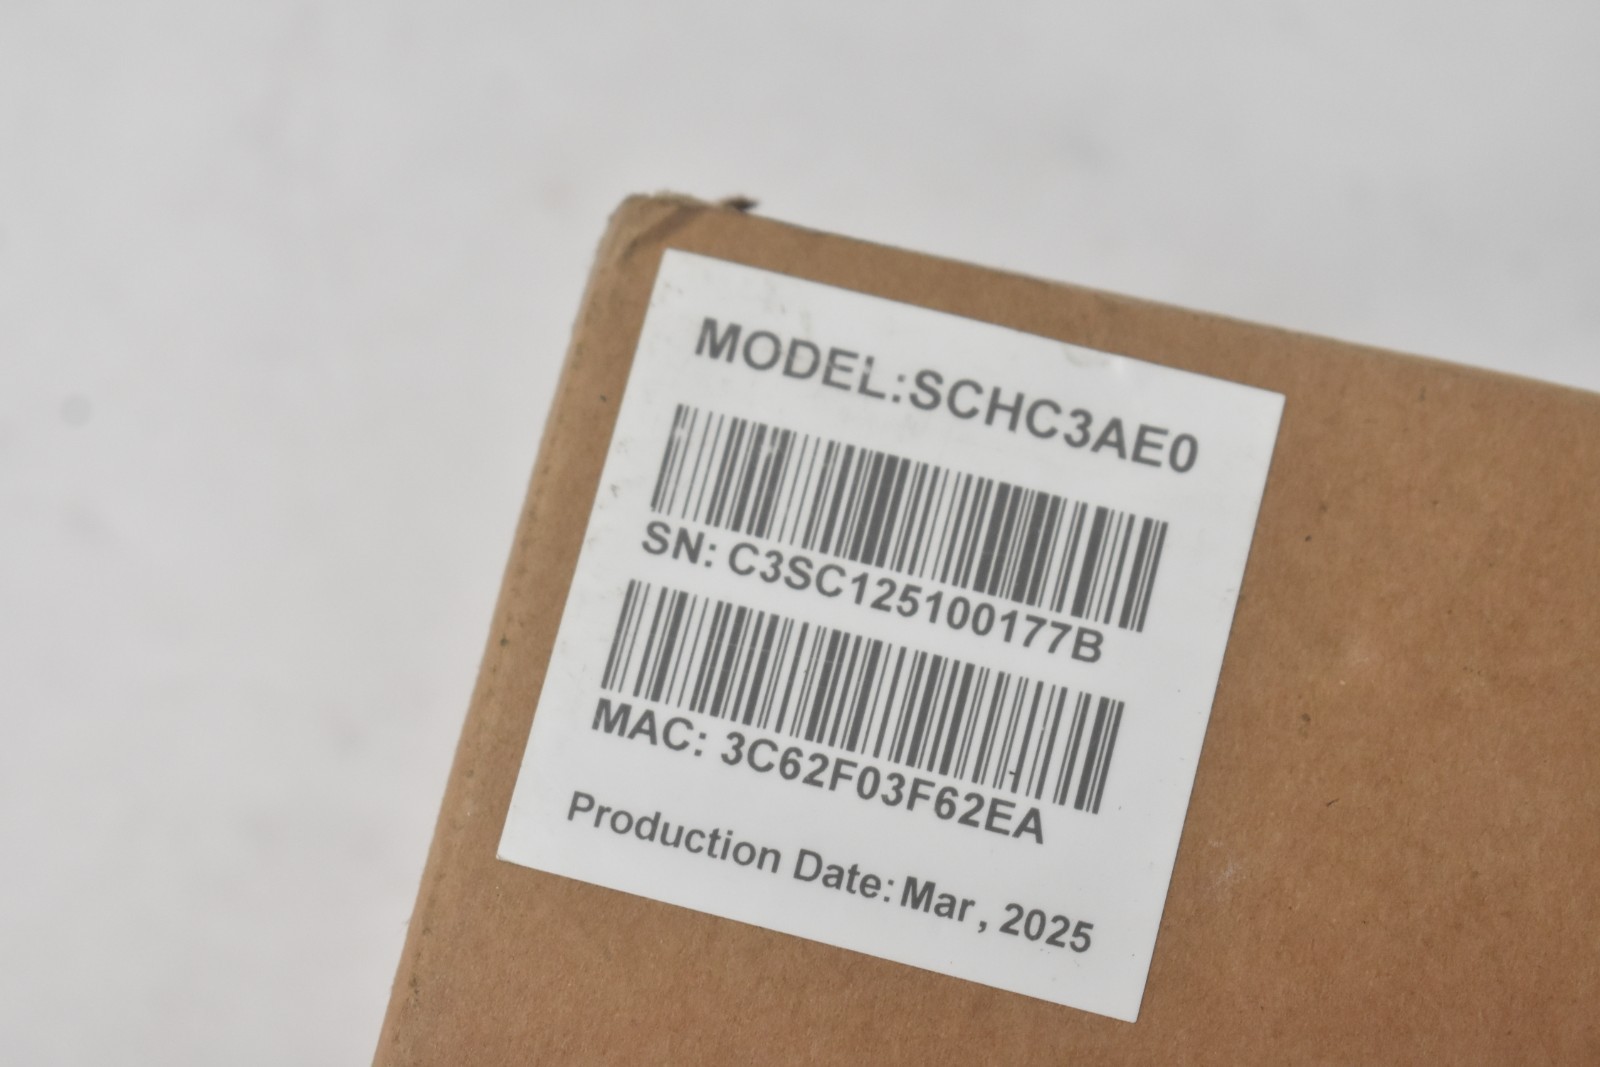 MODEL:SCHC3AE0
SN: C3SC125100177B
MAC: 3C62F03F62EA
Production Date: Mar, 2025